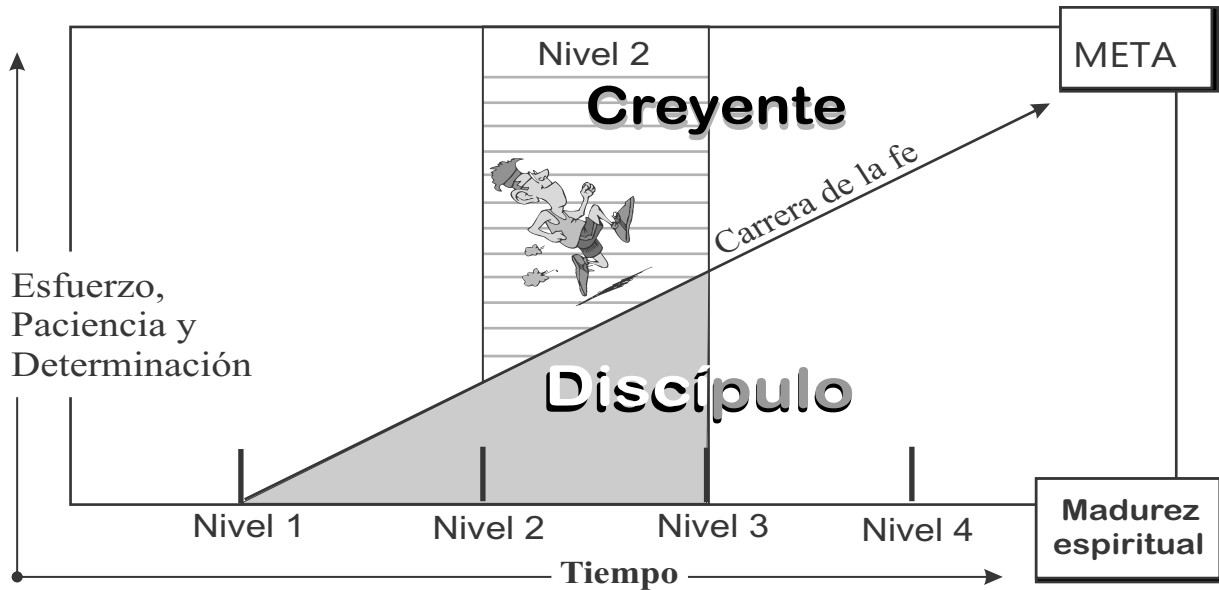 Nivel 2
META
Creyente
Carrera de la fe
Esfuerzo,
Paciencia y
Determinación
Discípulo
Nivel 1
Nivel 2
Nivel 3
Nivel 4
Madurez
espiritual
Tiempo